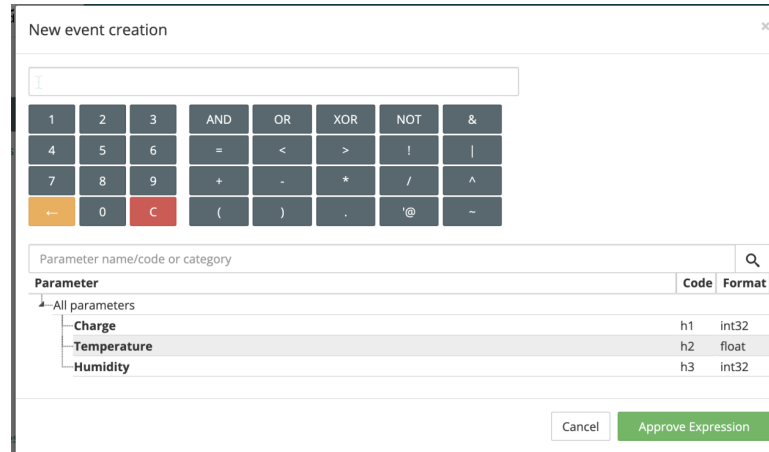 New event creation ×
1 2 3 AND OR XOR NOT &
4 5 6 = < > ! |
7 8 9 + - * / ^
← 0 C ( ) . '@ ~
Parameter name/code or category
Parameter Code Format
All parameters
Charge h1 int32
Temperature h2 float
Humidity h3 int32
Cancel Approve Expression